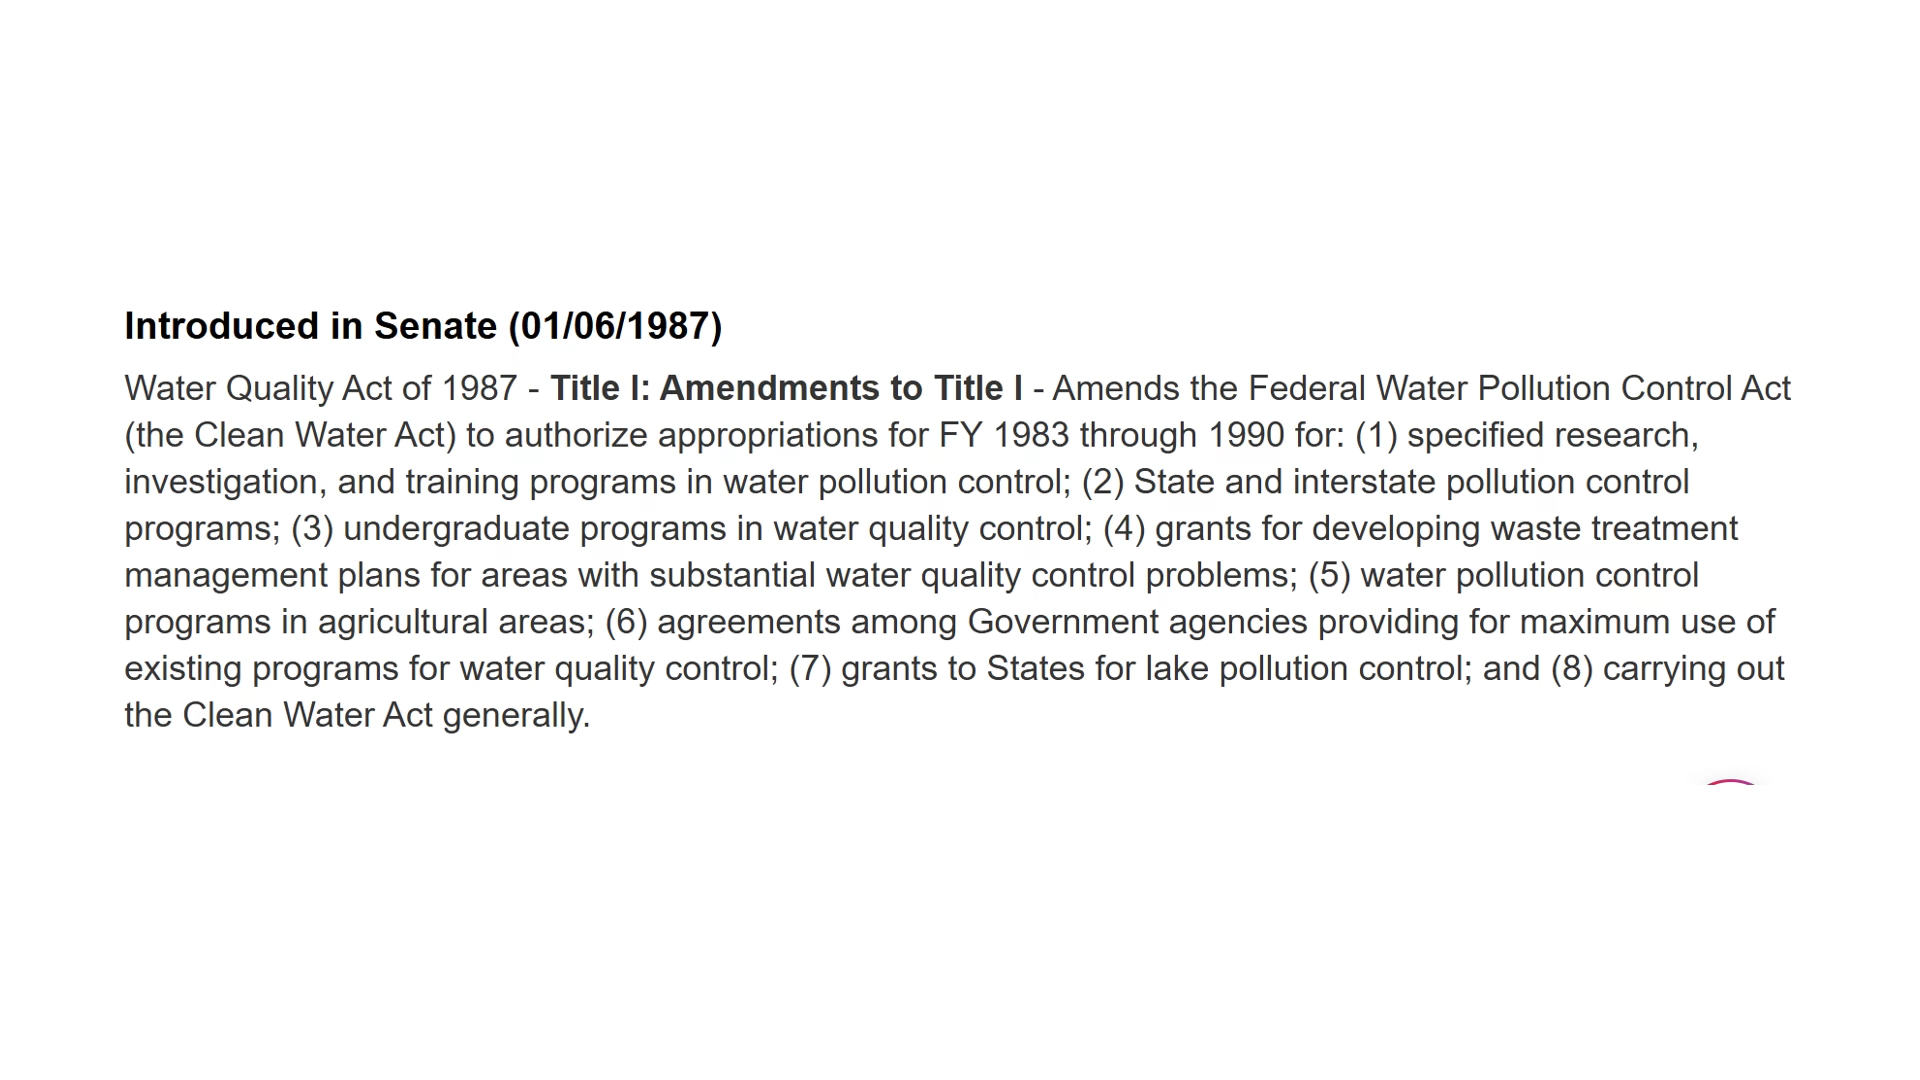 Introduced in Senate (01/06/1987)
Water Quality Act of 1987 - Title I: Amendments to Title I - Amends the Federal Water Pollution Control Act
(the Clean Water Act) to authorize appropriations for FY 1983 through 1990 for: (1) specified research,
investigation, and training programs in water pollution control; (2) State and interstate pollution control
programs; (3) undergraduate programs in water quality control; (4) grants for developing waste treatment
management plans for areas with substantial water quality control problems; (5) water pollution control
programs in agricultural areas; (6) agreements among Government agencies providing for maximum use of
existing programs for water quality control; (7) grants to States for lake pollution control; and (8) carrying out
the Clean Water Act generally.